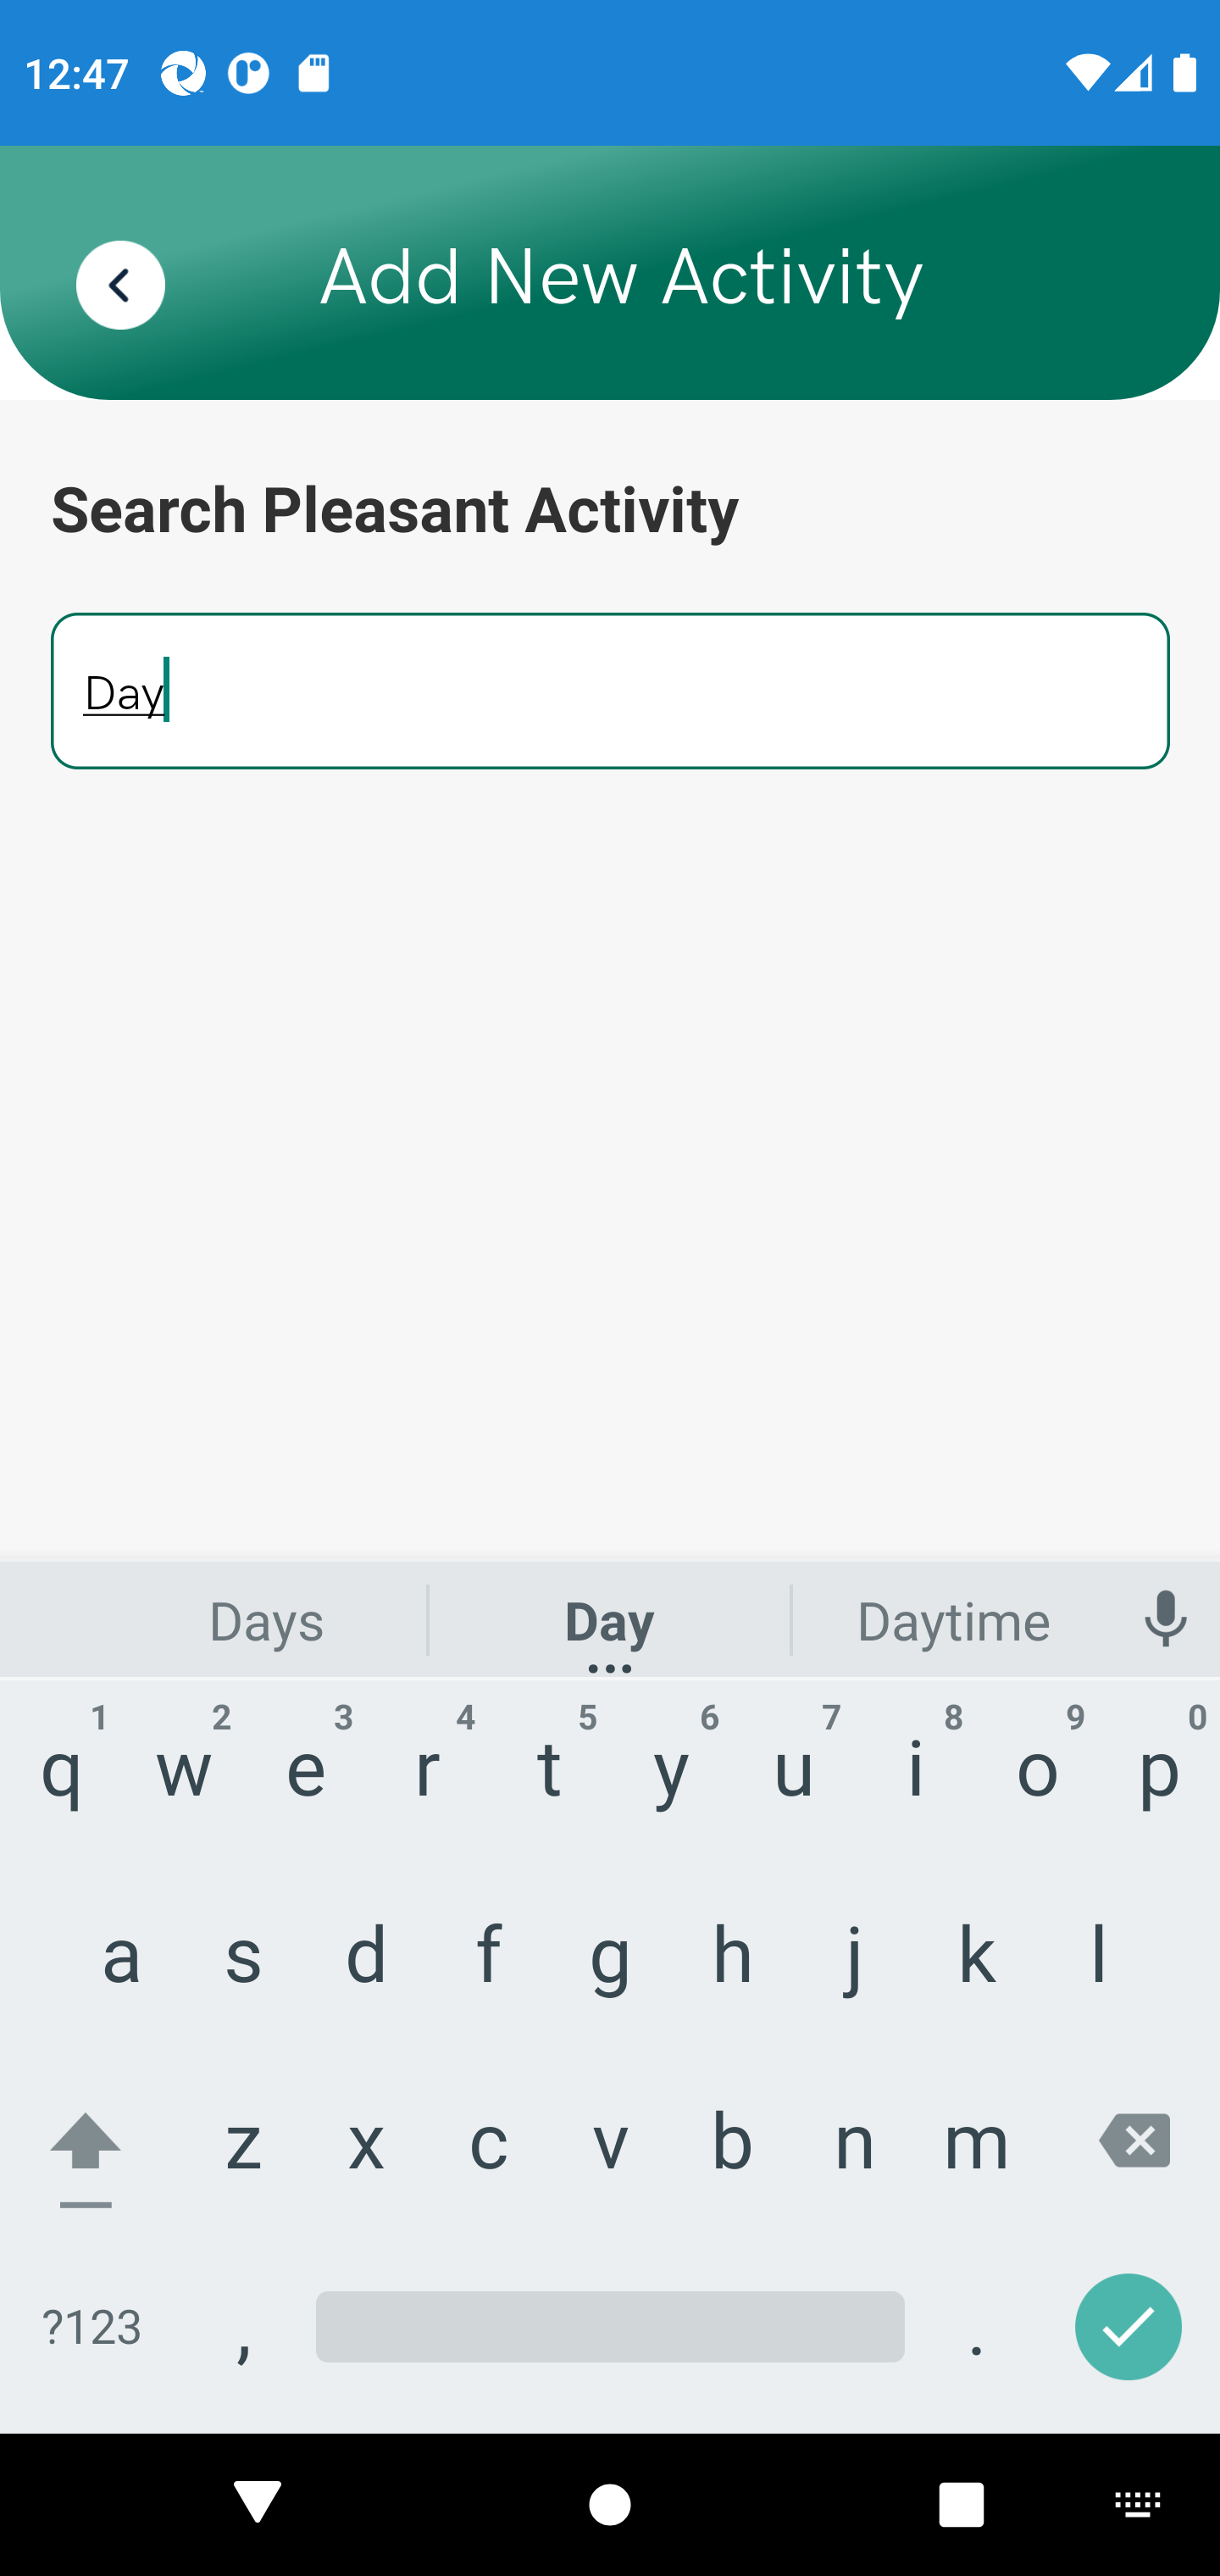 12:47
Add New Activity
Search Pleasant Activity
Day
Days Day Daytime
1 2 3 4 5 6 7 8 9 0
q w e r t y u i o p
a s d f g h j k l
z x c v b n m
?123 , .